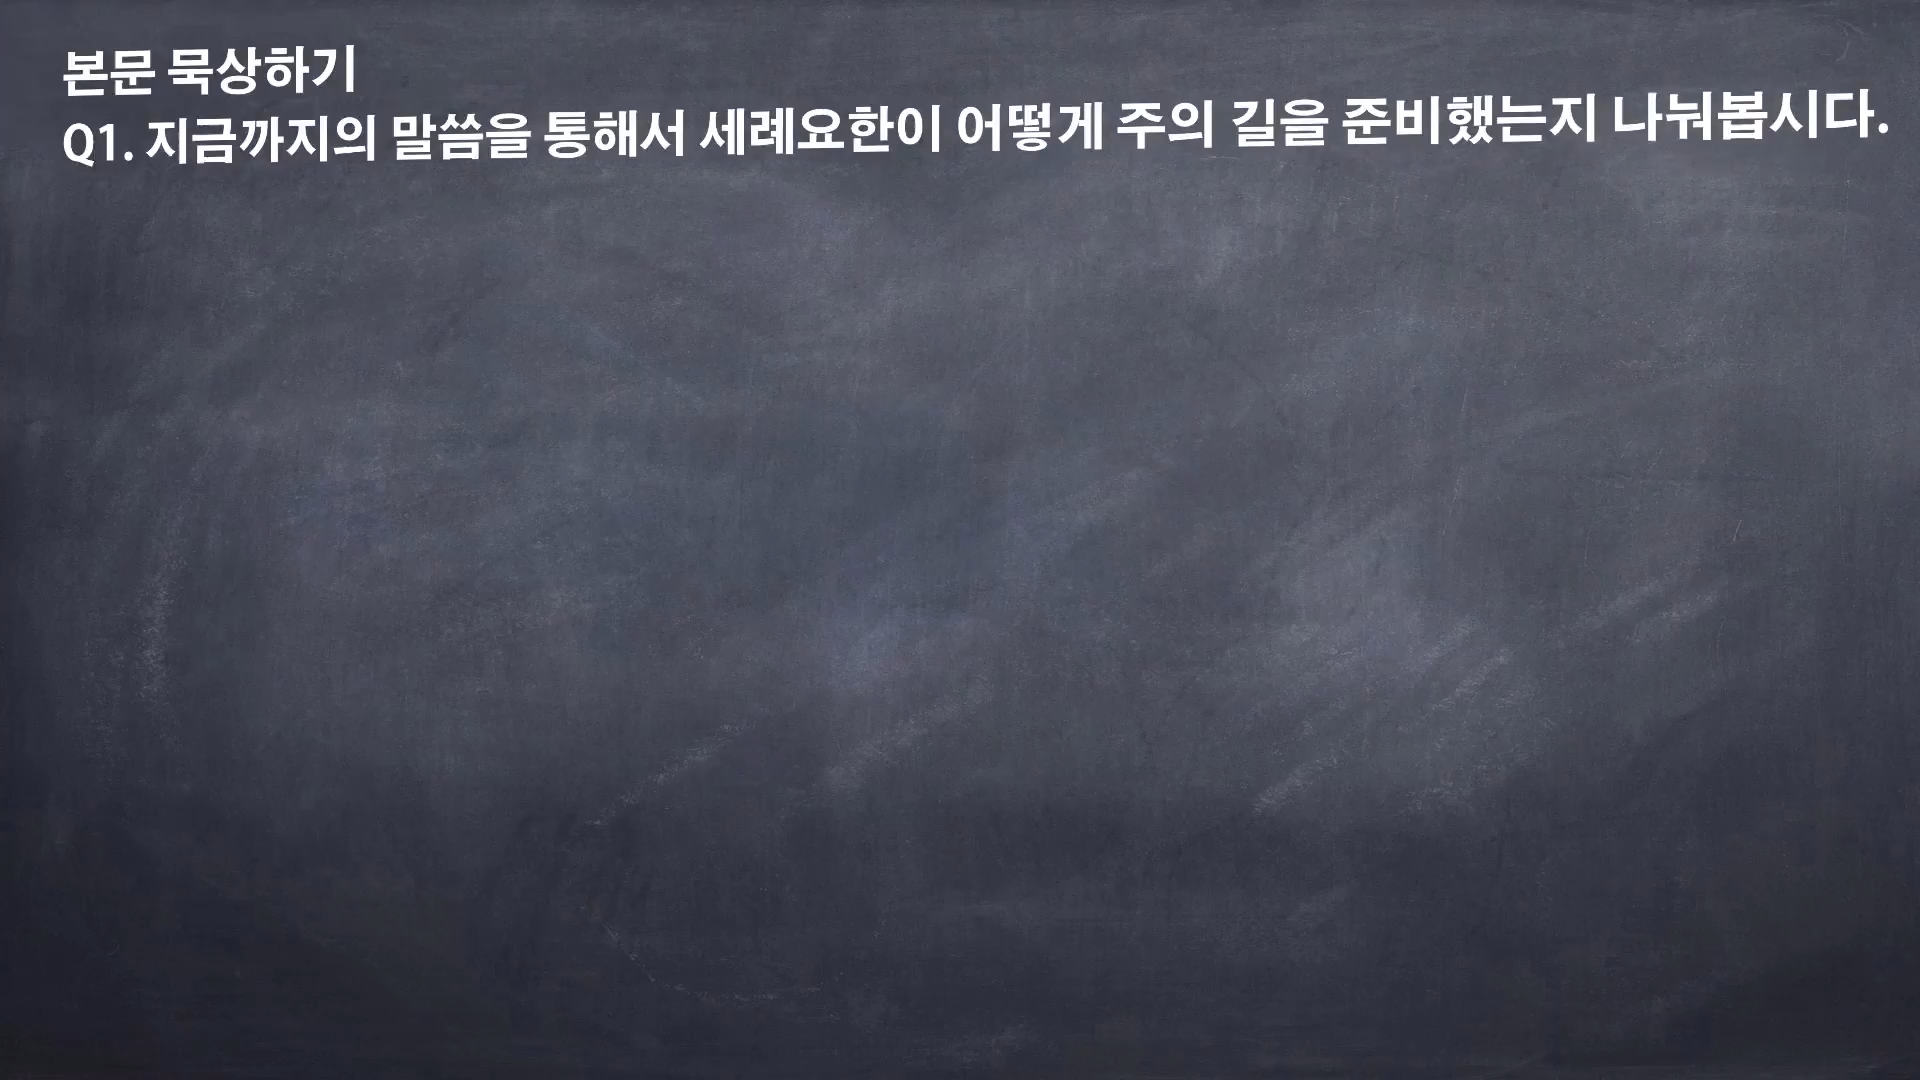 본문 묵상하기
Q1. 지금까지의 말씀을 통해서 세례요한이 어떻게 주의 길을 준비했는지 나눠봅시다.